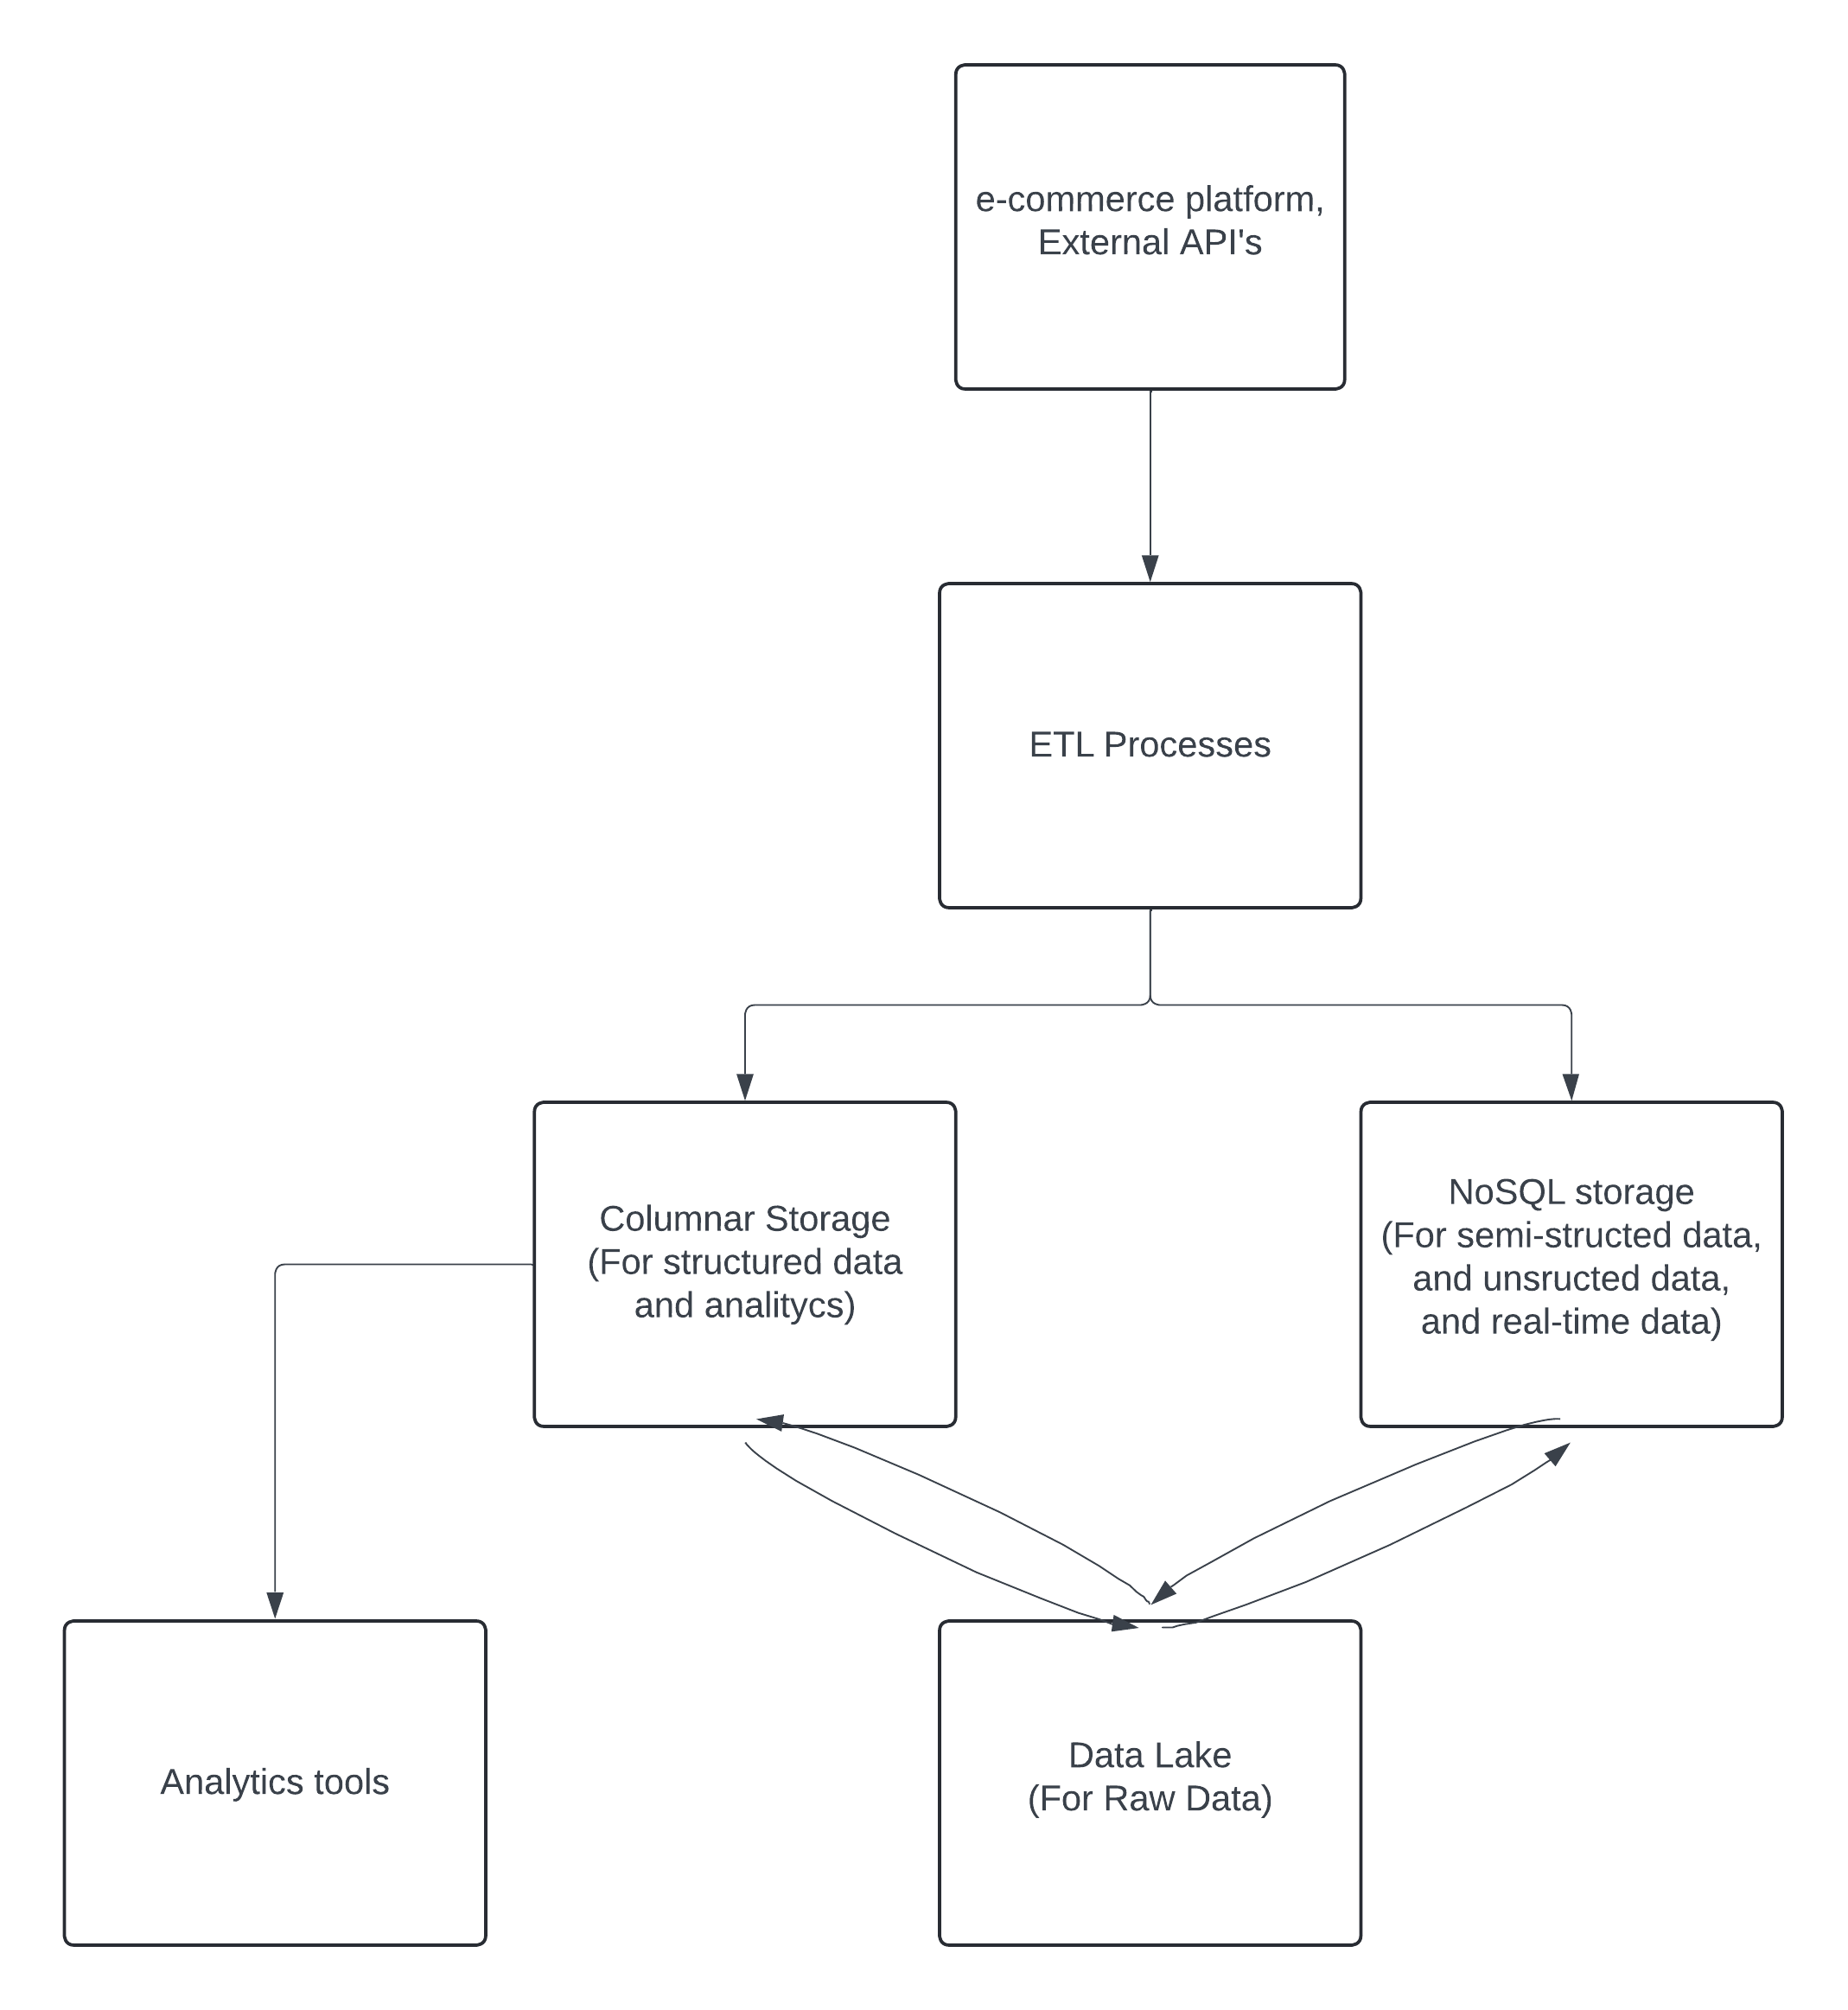 e-commerce platform,
External API's
ETL Processes
Columnar Storage
(For structured data
and analitycs)
NoSQL storage
(For semi-structed data,
and unsructed data,
and real-time data)
Analytics tools
Data Lake
(For Raw Data)